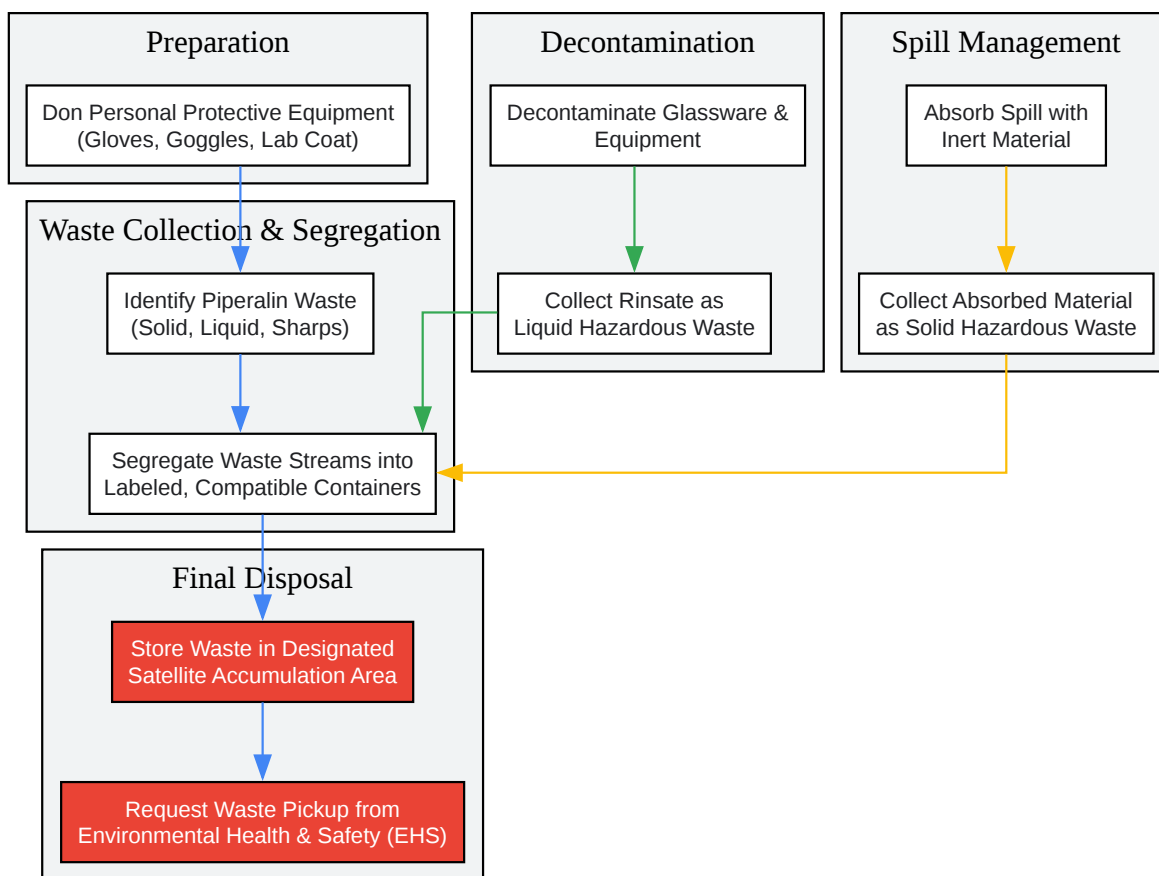 Preparation
Don Personal Protective Equipment
(Gloves, Goggles, Lab Coat)
Waste Collection & Segregation
Identify Piperalin Waste
(Solid, Liquid, Sharps)
Segregate Waste Streams into
Labeled, Compatible Containers
Decontamination
Decontaminate Glassware &
Equipment
Collect Rinsate as
Liquid Hazardous Waste
Spill Management
Absorb Spill with
Inert Material
Collect Absorbed Material
as Solid Hazardous Waste
Final Disposal
Store Waste in Designated
Satellite Accumulation Area
Request Waste Pickup from
Environmental Health & Safety (EHS)